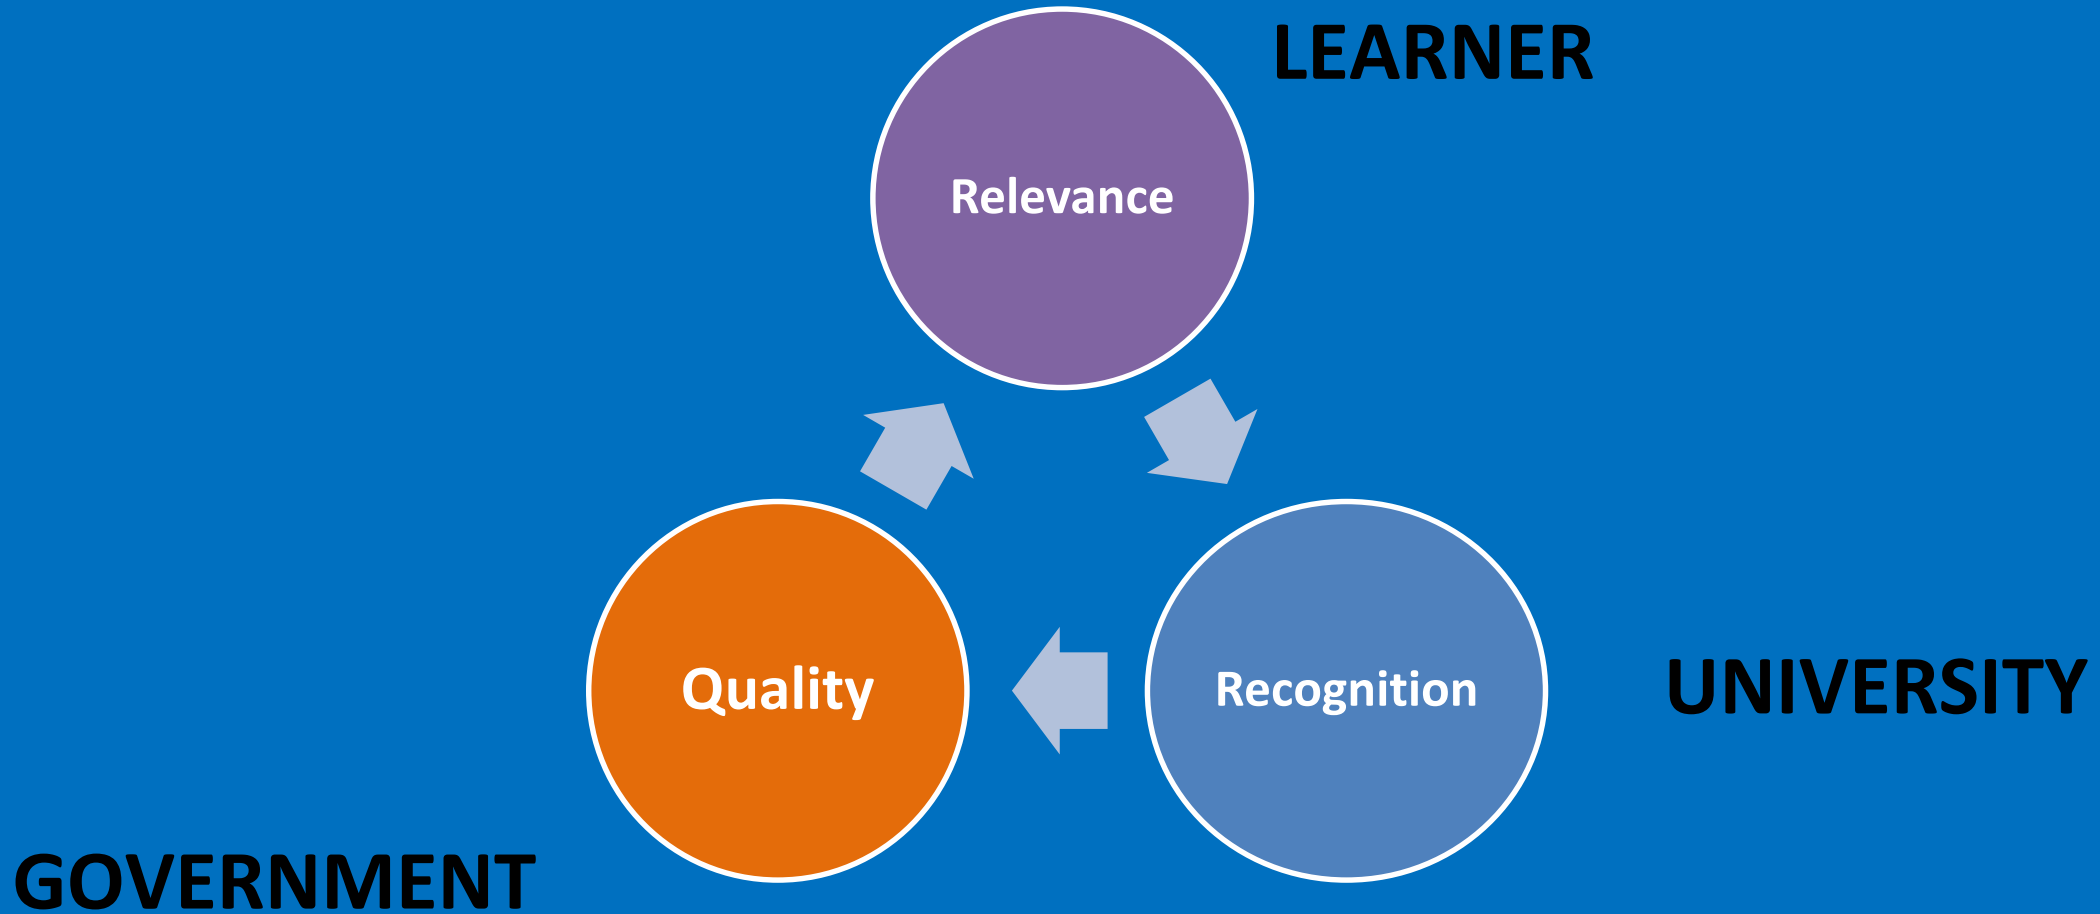 LEARNER
Relevance
Quality
Recognition
UNIVERSITY
GOVERNMENT